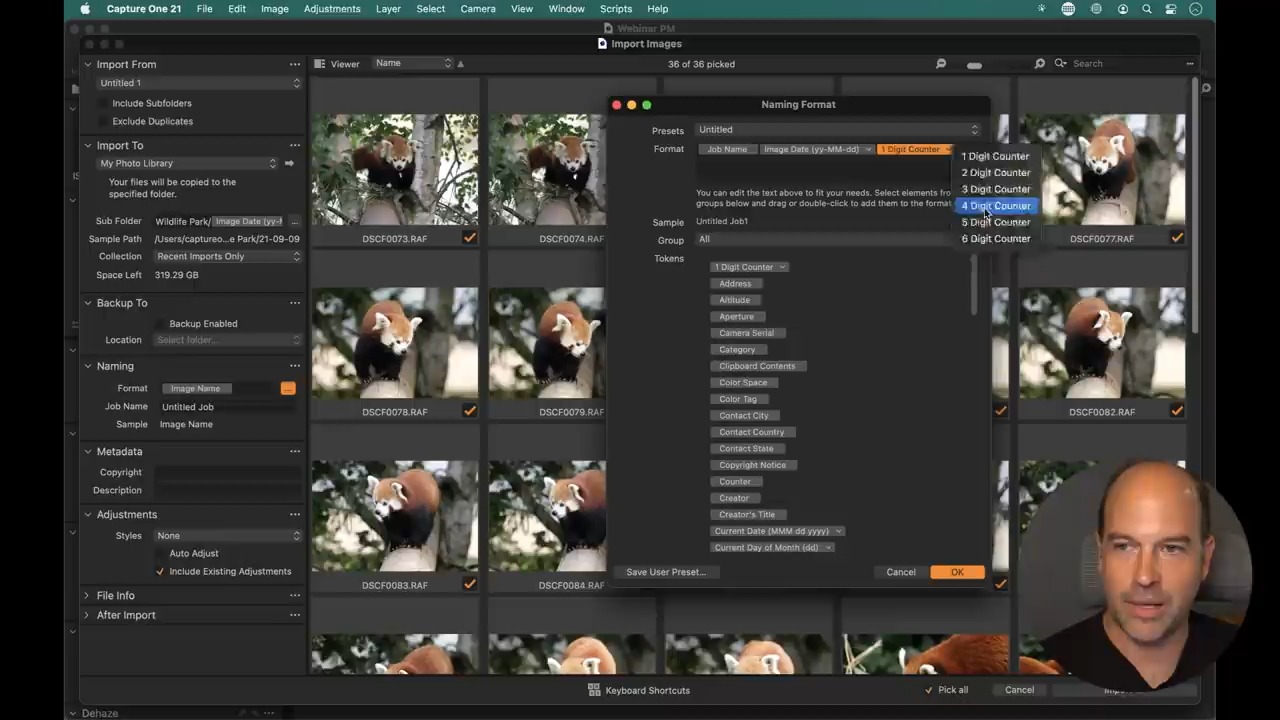 Capture One 21 File Edit Image Adjustments Layer Select Camera View Window Scripts Help
Webinar PM
Import Images
Import From
Untitled 1
Include Subfolders
Exclude Duplicates
Import To
My Photo Library
Your files will be copied to the
specified folder.
Sub Folder Wildlife Park/ Image Date (yy-M
Sample Path /Users/captureo...e Park/21-09-09
Collection Recent Imports Only
Space Left 319.29 GB
Backup To
Backup Enabled
Location Select folder...
Naming
Format Image Name ...
Job Name Untitled Job
Sample Image Name
Metadata
Copyright
Description
Adjustments
Styles None
Auto Adjust
Include Existing Adjustments
File Info
After Import
Dehaze
Viewer Name 36 of 36 picked Search
DSCF0073.RAF DSCF0074.RAF DSCF0077.RAF
DSCF0078.RAF DSCF0079.RAF DSCF0082.RAF
DSCF0083.RAF DSCF0084.RAF
Naming Format
Presets Untitled
Format Job Name Image Date (yy-MM-dd) 1 Digit Counter
1 Digit Counter
2 Digit Counter
3 Digit Counter
4 Digit Counter
5 Digit Counter
6 Digit Counter
You can edit the text above to fit your needs. Select elements fro
groups below and drag or double-click to add them to the format
Sample Untitled Job1
Group All
Tokens
1 Digit Counter
Address
Altitude
Aperture
Camera Serial
Category
Clipboard Contents
Color Space
Color Tag
Contact City
Contact Country
Contact State
Copyright Notice
Counter
Creator
Creator's Title
Current Date (MMM dd yyyy)
Current Day of Month (dd)
Save User Preset... Cancel OK
Keyboard Shortcuts Pick all Cancel